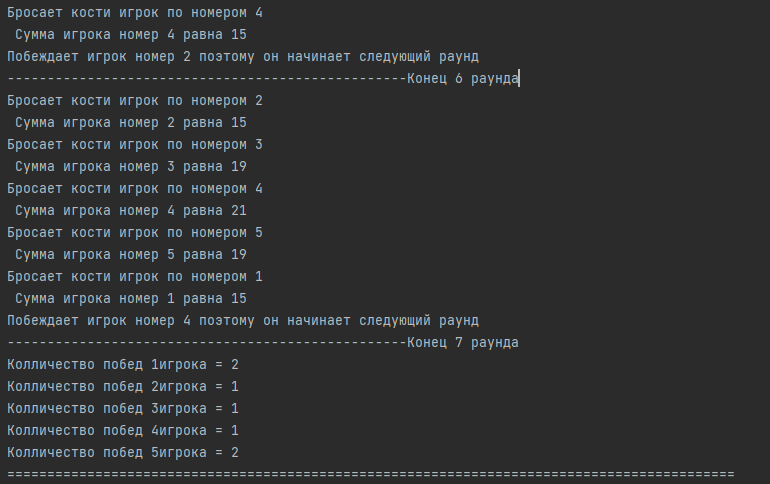 Бросает кости игрок по номером 4
Сумма игрока номер 4 равна 15
Побеждает игрок номер 2 поэтому он начинает следующий раунд
--------------------------------------------------Конец 6 раунда
Бросает кости игрок по номером 2
Сумма игрока номер 2 равна 15
Бросает кости игрок по номером 3
Сумма игрока номер 3 равна 19
Бросает кости игрок по номером 4
Сумма игрока номер 4 равна 21
Бросает кости игрок по номером 5
Сумма игрока номер 5 равна 19
Бросает кости игрок по номером 1
Сумма игрока номер 1 равна 15
Побеждает игрок номер 4 поэтому он начинает следующий раунд
--------------------------------------------------Конец 7 раунда
Колличество побед 1игрока = 2
Колличество побед 2игрока = 1
Колличество побед 3игрока = 1
Колличество побед 4игрока = 1
Колличество побед 5игрока = 2
===========================================================================================